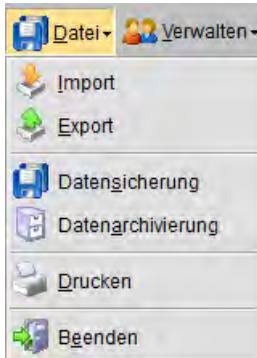 Datei Verwalten
Import
Export
Datensicherung
Datenarchivierung
Drucken
Beenden